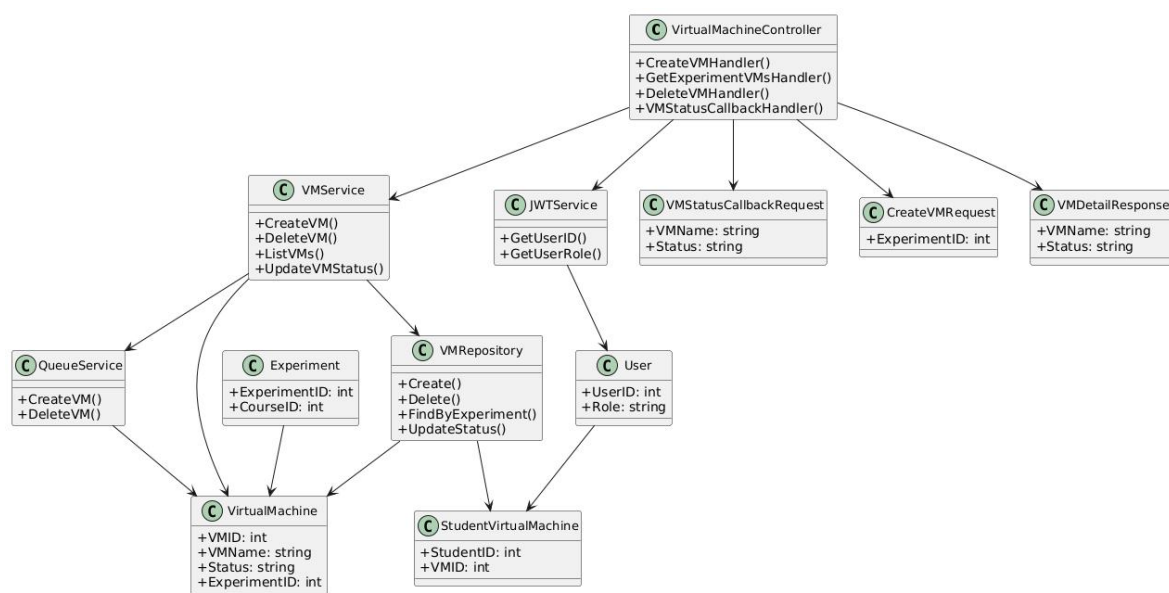 C VirtualMachineController
+CreateVMHandler()
+GetExperimentVMsHandler()
+DeleteVMHandler()
+VMStatusCallbackHandler()
C VMService
+CreateVM()
+DeleteVM()
+ListVMs()
+UpdateVMStatus()
C JWTService
+GetUserID()
+GetUserRole()
C VMStatusCallbackRequest
+VMName: string
+Status: string
C CreateVMRequest
+ExperimentID: int
C VMDetailResponse
+VMName: string
+Status: string
C QueueService
+CreateVM()
+DeleteVM()
C Experiment
+ExperimentID: int
+CourseID: int
C VMRepository
+Create()
+Delete()
+FindByExperiment()
+UpdateStatus()
C User
+UserID: int
+Role: string
C VirtualMachine
+VMID: int
+VMName: string
+Status: string
+ExperimentID: int
C StudentVirtualMachine
+StudentID: int
+VMID: int